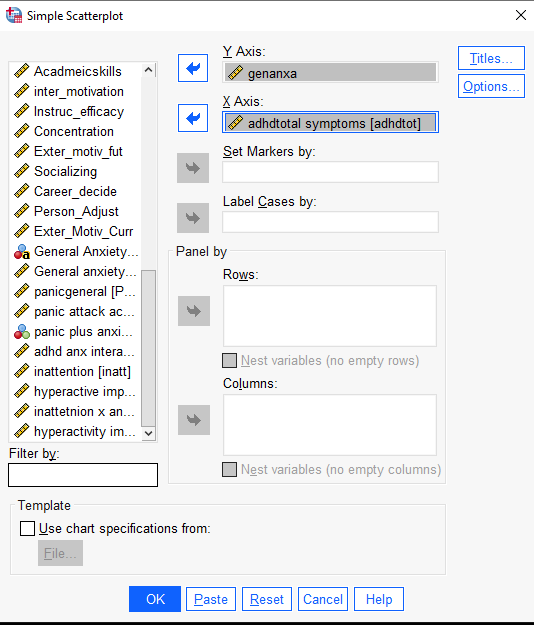 Simple Scatterplot
Acadmeicskills
inter_motivation
Instruc_efficacy
Concentration
Exter_motiv_fut
Socializing
Career_decide
Person_Adjust
Exter_Motiv_Curr
General Anxiety...
General anxiety...
panicgeneral [P...
panic attack ac...
panic plus anxi...
adhd anx intera...
inattention [inatt]
hyperactive imp...
inattetnion x an...
hyperactivity im...
Filter by:
Y Axis:
genanxa
X Axis:
adhdtotal symptoms [adhdtot]
Set Markers by:
Label Cases by:
Panel by
Rows:
Nest variables (no empty rows)
Columns:
Nest variables (no empty columns)
Titles...
Options...
Template
Use chart specifications from:
File...
OK Paste Reset Cancel Help